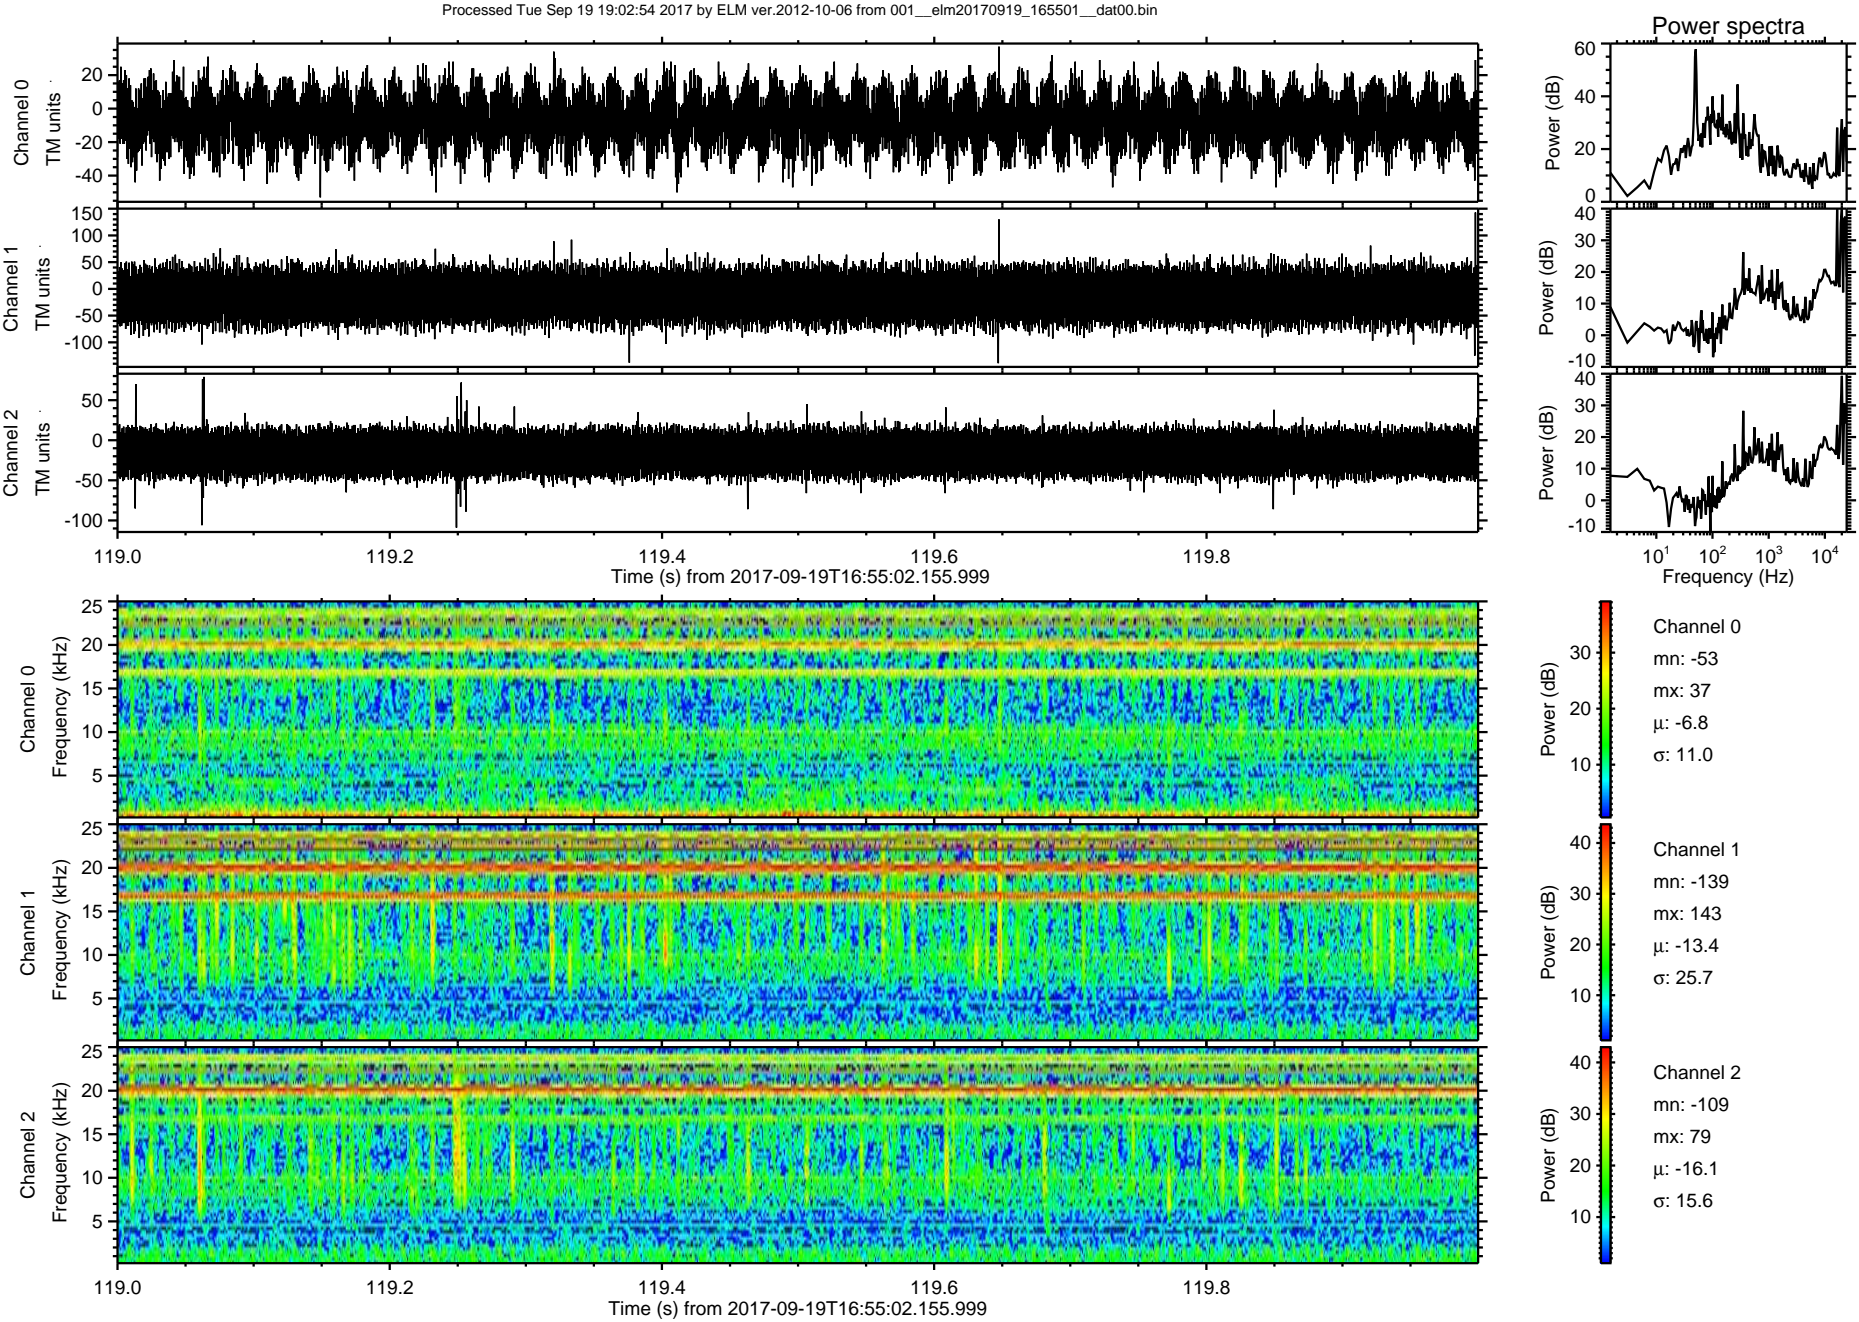 Processed Tue Sep 19 19:02:54 2017 by ELM ver.2012-10-06 from 001__elm20170919_165501__dat00.bin
Power spectra
Channel 0
TM units
20
0
-20
-40
Power (dB)
60
40
20
0
Channel 1
TM units
150
100
50
0
-50
-100
Power (dB)
40
30
20
10
0
-10
Channel 2
TM units
50
0
-50
-100
Power (dB)
40
30
20
10
0
-10
119.0 119.2 119.4 119.6 119.8
Time (s) from 2017-09-19T16:55:02.155.999
10¹ 10² 10³ 10⁴
Frequency (Hz)
Channel 0
Frequency (kHz)
25
20
15
10
5
Power (dB)
30
20
10
Channel 0
mn: -53
mx: 37
μ: -6.8
σ: 11.0
Channel 1
Frequency (kHz)
25
20
15
10
5
Power (dB)
40
30
20
10
Channel 1
mn: -139
mx: 143
μ: -13.4
σ: 25.7
Channel 2
Frequency (kHz)
25
20
15
10
5
Power (dB)
40
30
20
10
Channel 2
mn: -109
mx: 79
μ: -16.1
σ: 15.6
119.0 119.2 119.4 119.6 119.8
Time (s) from 2017-09-19T16:55:02.155.999